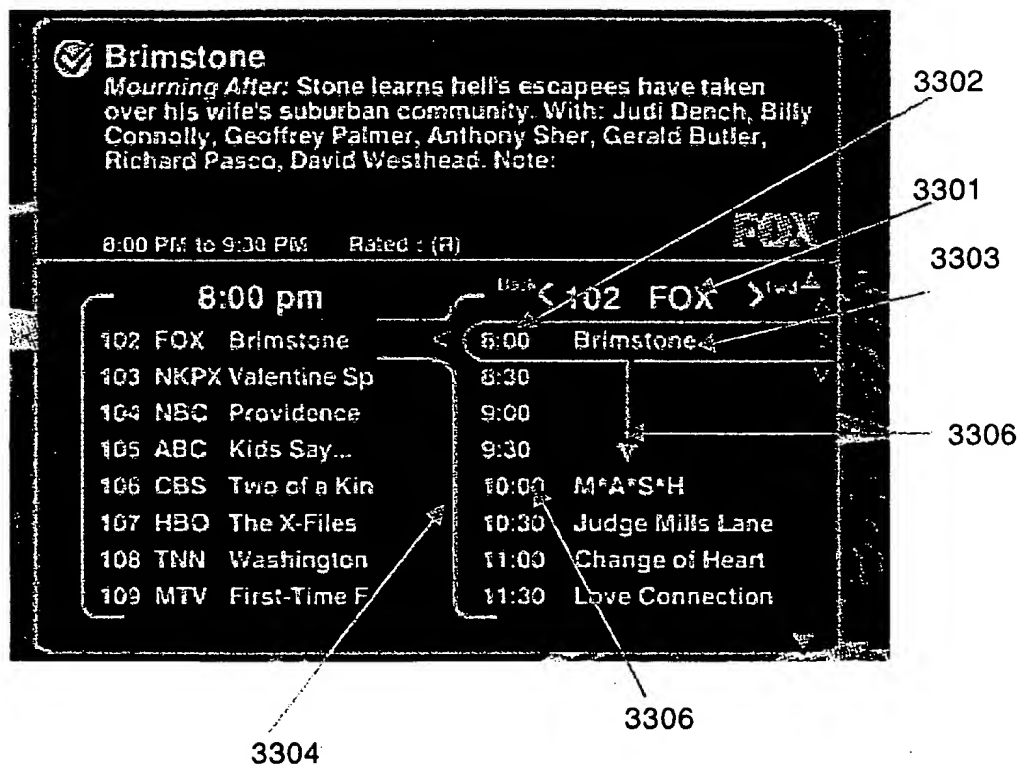 Brimstone
Mourning After: Stone learns hell's escapees have taken
over his wife's suburban community. With: Judi Dench, Billy
Connolly, Geoffrey Palmer, Anthony Sher, Gerald Butler,
Richard Pasco, David Westhead. Note:
8:00 PM to 9:30 PM Rated : (R)
FOX
8:00 pm
Back < 102 FOX > fwd
102 FOX Brimstone
103 NKPX Valentine Sp
104 NBC Providence
105 ABC Kids Say...
106 CBS Two of a Kin
107 HBO The X-Files
108 TNN Washington
109 MTV First-Time F
8:00 Brimstone
8:30
9:00
9:30
10:00 M*A*S*H
10:30 Judge Mills Lane
11:00 Change of Heart
11:30 Love Connection
3302
3301
3303
3306
3306
3304